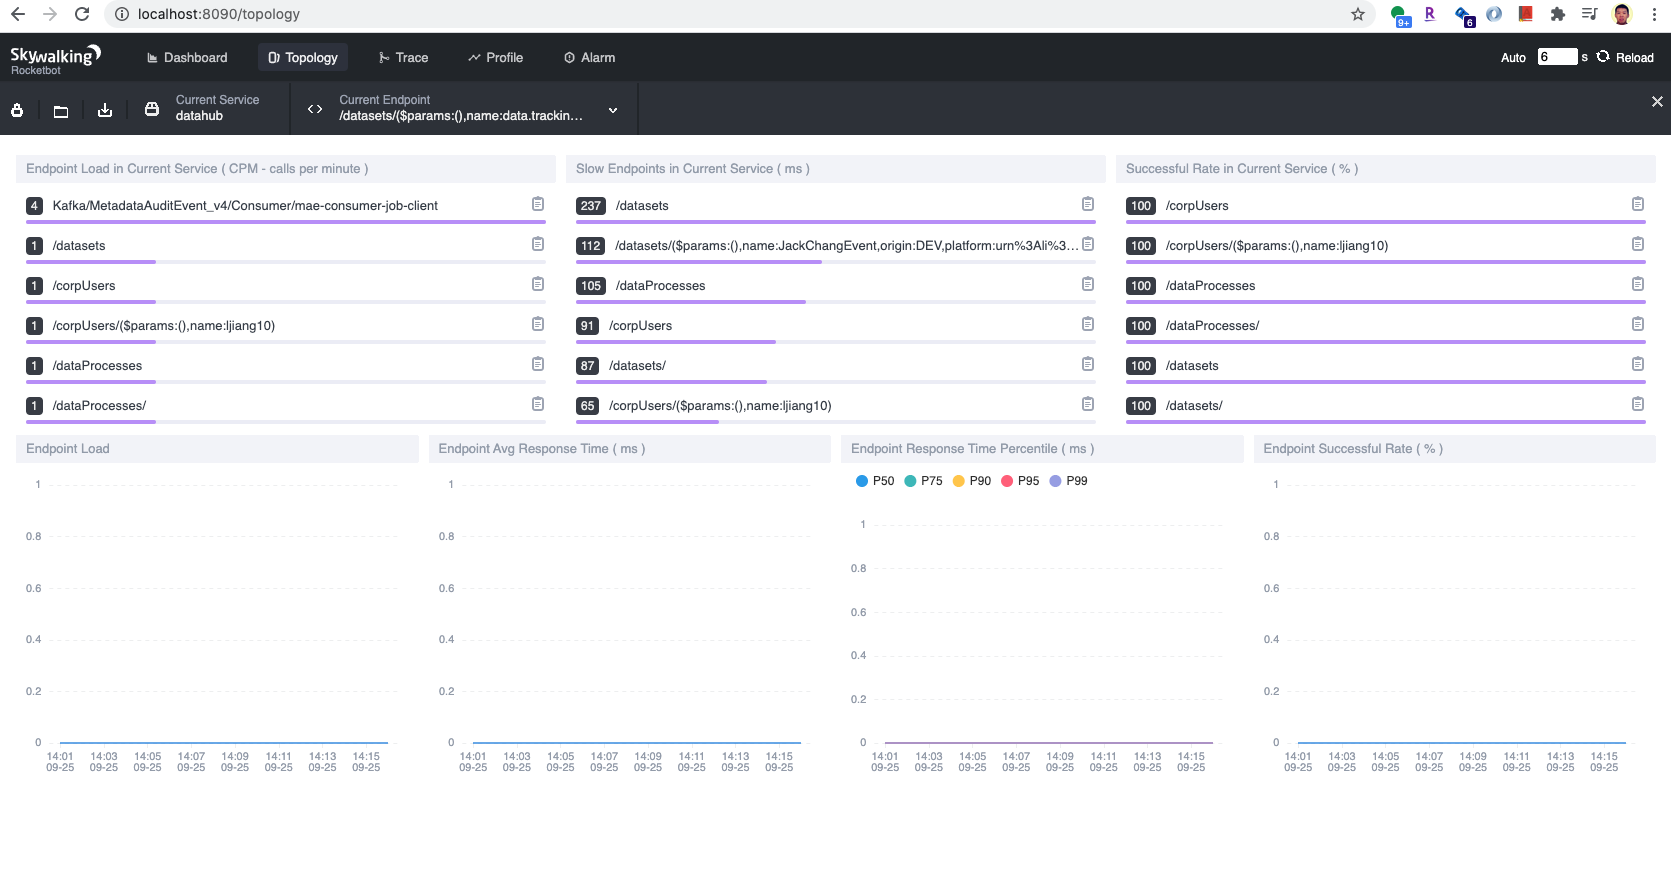 localhost:8090/topology
9+
R
6
Skywalking
Rocketbot
Dashboard
Topology
Trace
Profile
Alarm
Auto 6 s Reload
Current Service
datahub
Current Endpoint
/datasets/($params:(),name:data.trackin...
Endpoint Load in Current Service ( CPM - calls per minute )
4 Kafka/MetadataAuditEvent_v4/Consumer/mae-consumer-job-client
1 /datasets
1 /corpUsers
1 /corpUsers/($params:(),name:ljiang10)
1 /dataProcesses
1 /dataProcesses/
Slow Endpoints in Current Service ( ms )
237 /datasets
112 /datasets/($params:(),name:JackChangEvent,origin:DEV,platform:urn%3Ali%3...
105 /dataProcesses
91 /corpUsers
87 /datasets/
65 /corpUsers/($params:(),name:ljiang10)
Successful Rate in Current Service ( % )
100 /corpUsers
100 /corpUsers/($params:(),name:ljiang10)
100 /dataProcesses
100 /dataProcesses/
100 /datasets
100 /datasets/
Endpoint Load
1
0.8
0.6
0.4
0.2
0
14:01 14:03 14:05 14:07 14:09 14:11 14:13 14:15
09-25 09-25 09-25 09-25 09-25 09-25 09-25 09-25
Endpoint Avg Response Time ( ms )
1
0.8
0.6
0.4
0.2
0
14:01 14:03 14:05 14:07 14:09 14:11 14:13 14:15
09-25 09-25 09-25 09-25 09-25 09-25 09-25 09-25
Endpoint Response Time Percentile ( ms )
P50 P75 P90 P95 P99
1
0.8
0.6
0.4
0.2
0
14:01 14:03 14:05 14:07 14:09 14:11 14:13 14:15
09-25 09-25 09-25 09-25 09-25 09-25 09-25 09-25
Endpoint Successful Rate ( % )
1
0.8
0.6
0.4
0.2
0
14:01 14:03 14:05 14:07 14:09 14:11 14:13 14:15
09-25 09-25 09-25 09-25 09-25 09-25 09-25 09-25